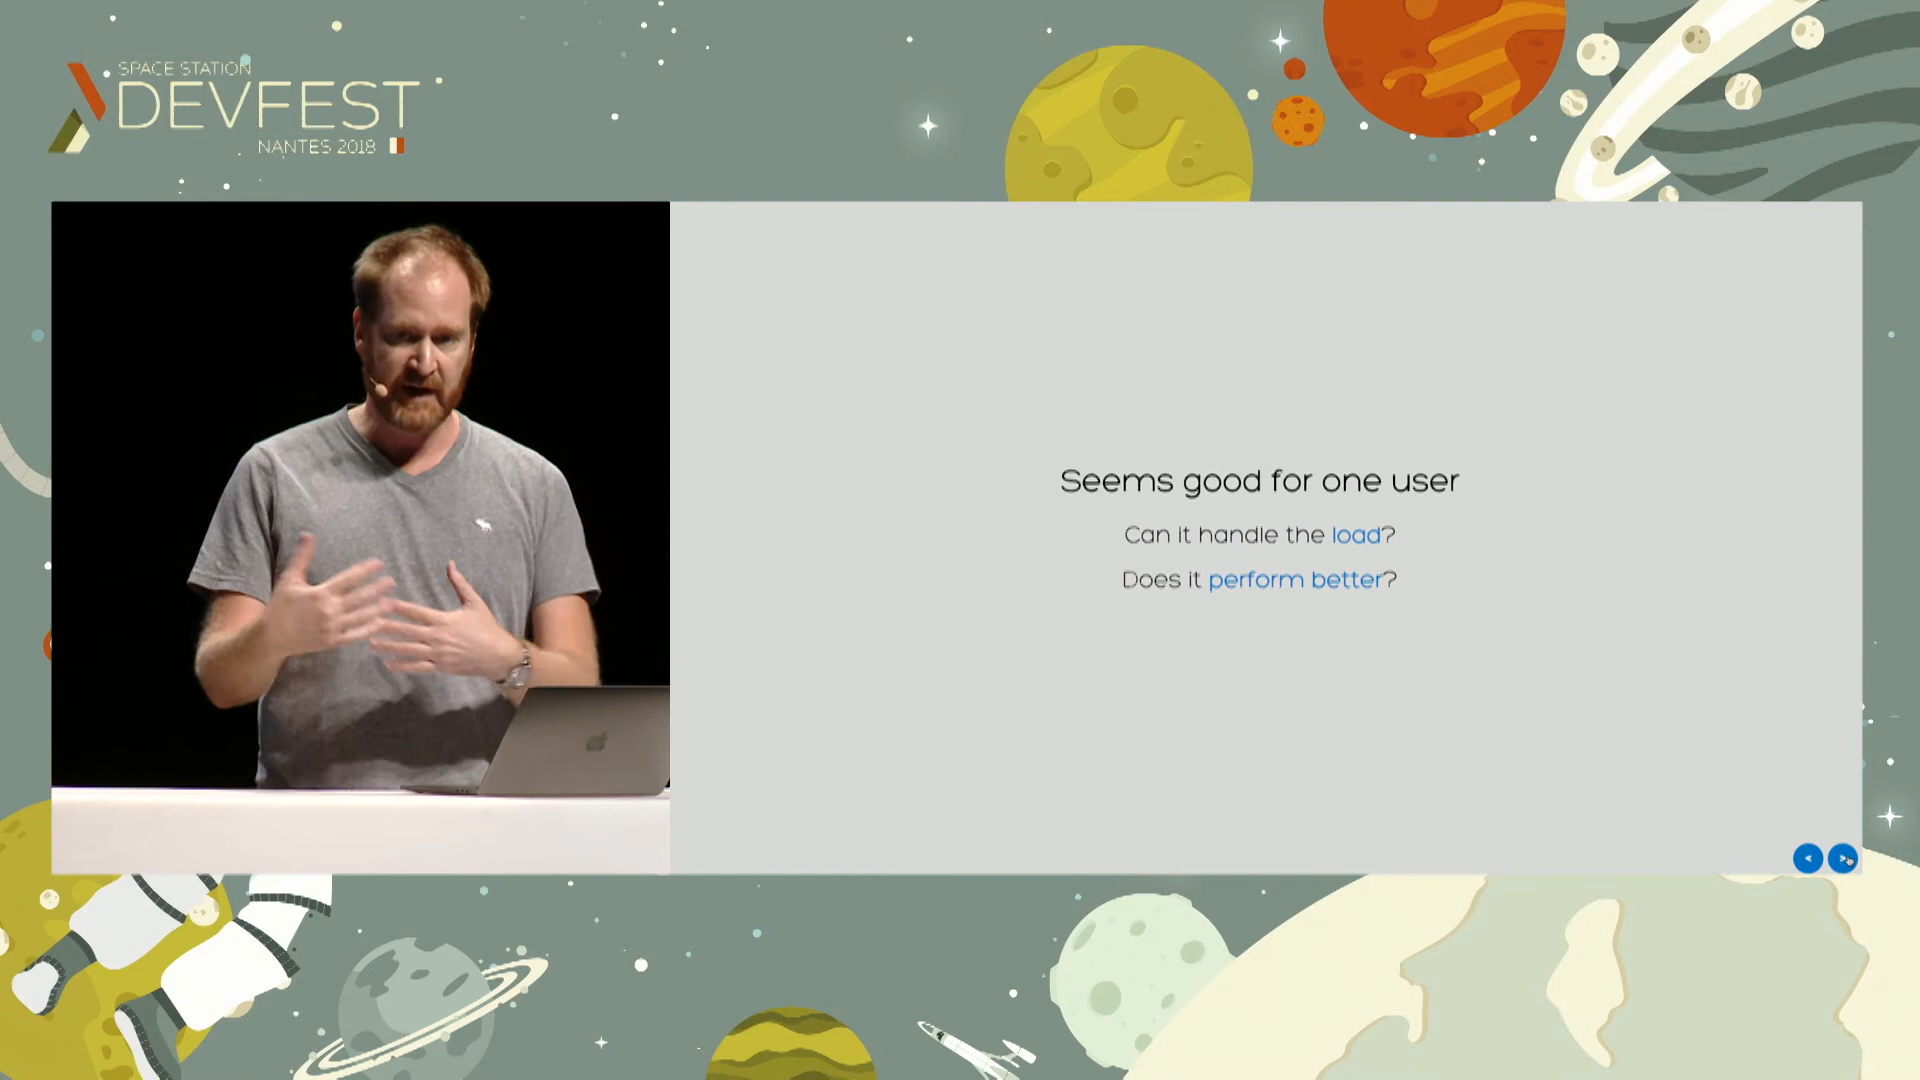 SPACE STATION
DEVFEST
NANTES 2018
Seems good for one user
Can it handle the load?
Does it perform better?